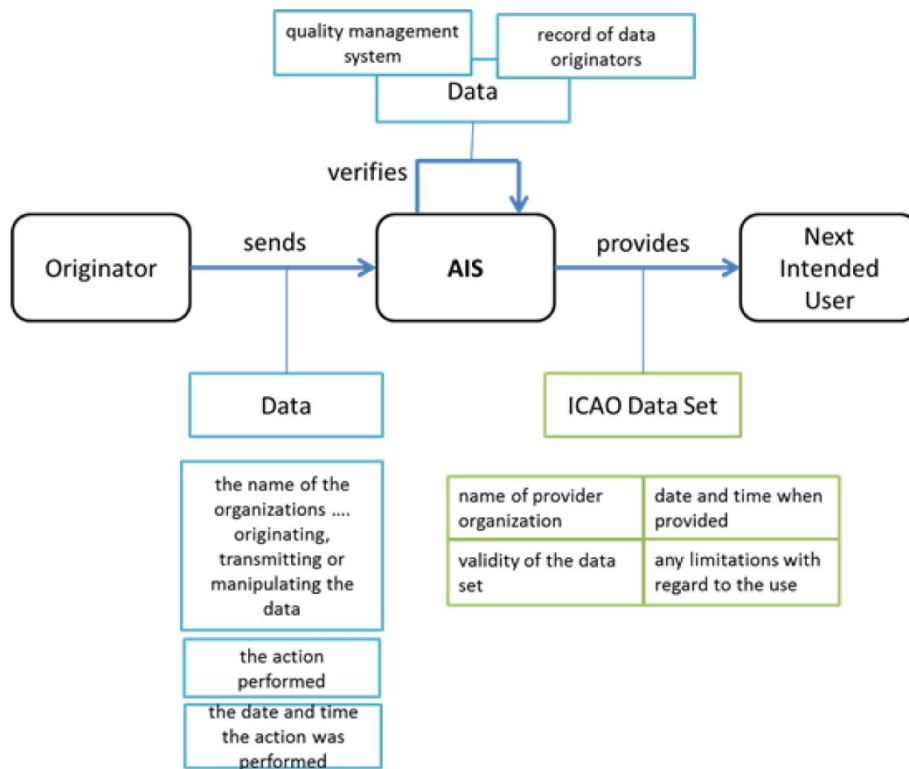 quality management
system
record of data
originators
Data
verifies
Originator
sends
AIS
provides
Next
Intended
User
Data
ICAO Data Set
the name of the
organizations ....
originating,
transmitting or
manipulating the
data
name of provider
organization
date and time when
provided
validity of the data
set
any limitations with
regard to the use
the action
performed
the date and time
the action was
performed